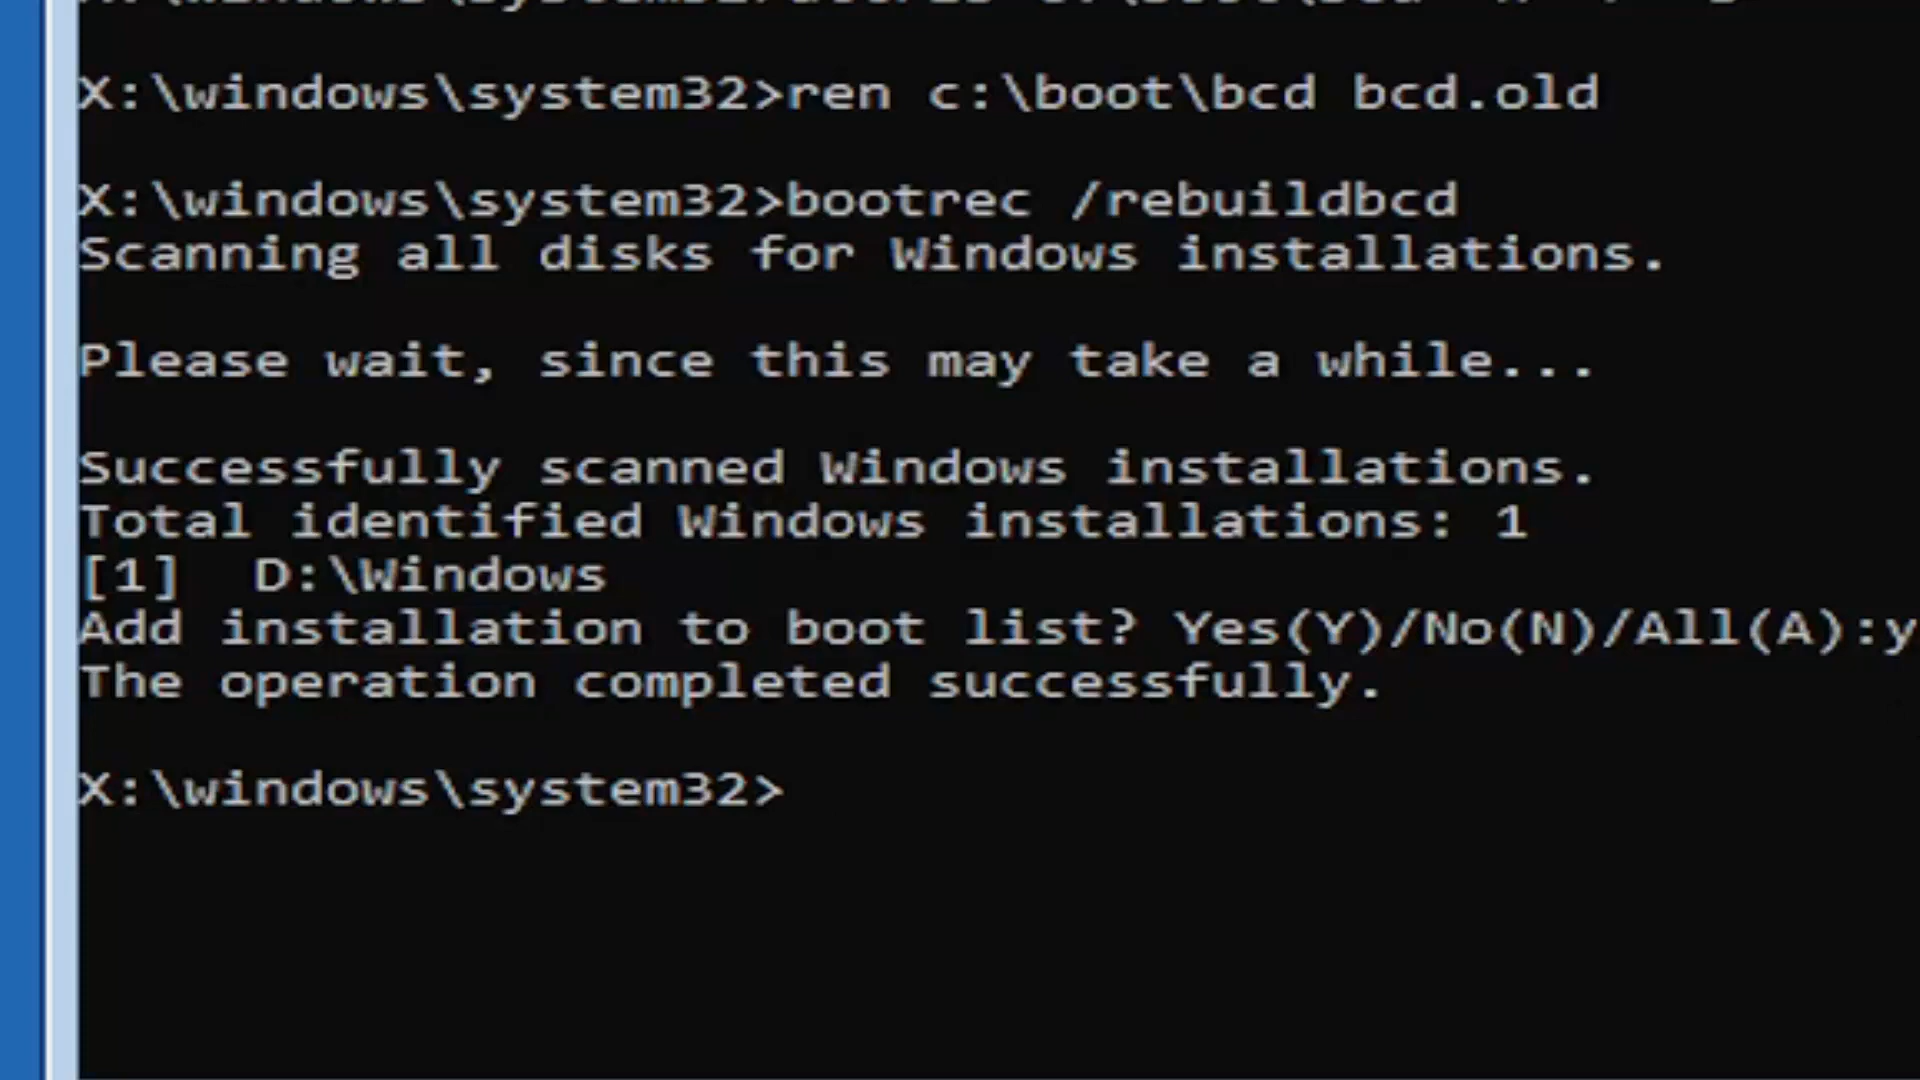 X:\windows\system32>ren c:\boot\bcd bcd.old
X:\windows\system32>bootrec /rebuildbcd
Scanning all disks for Windows installations.
Please wait, since this may take a while...
Successfully scanned Windows installations.
Total identified Windows installations: 1
[1]  D:\Windows
Add installation to boot list? Yes(Y)/No(N)/All(A):y
The operation completed successfully.
X:\windows\system32>